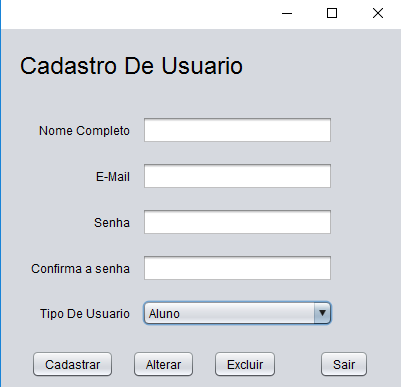 Cadastro De Usuario
Nome Completo
E-Mail
Senha
Confirma a senha
Tipo De Usuario Aluno
Cadastrar Alterar Excluir Sair